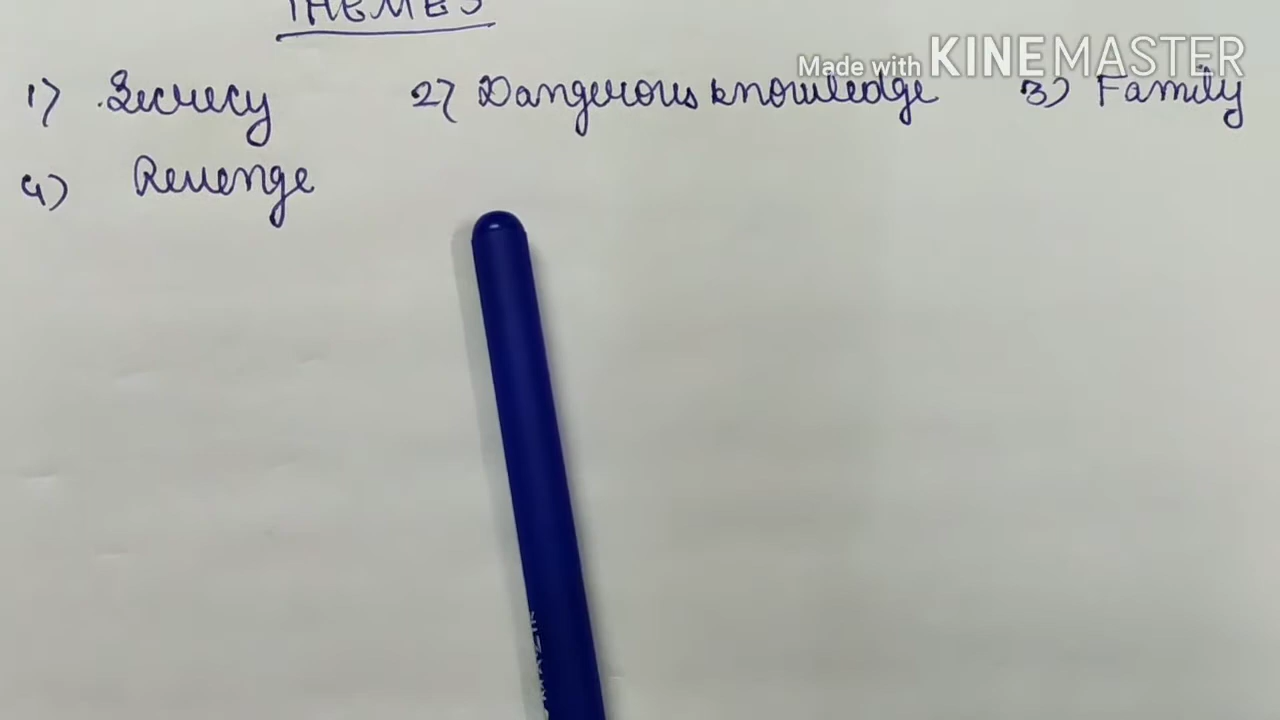 THEMES
Made with KINEMASTER
1) Secrecy 2) Dangerous knowledge 3) Family
4) Revenge